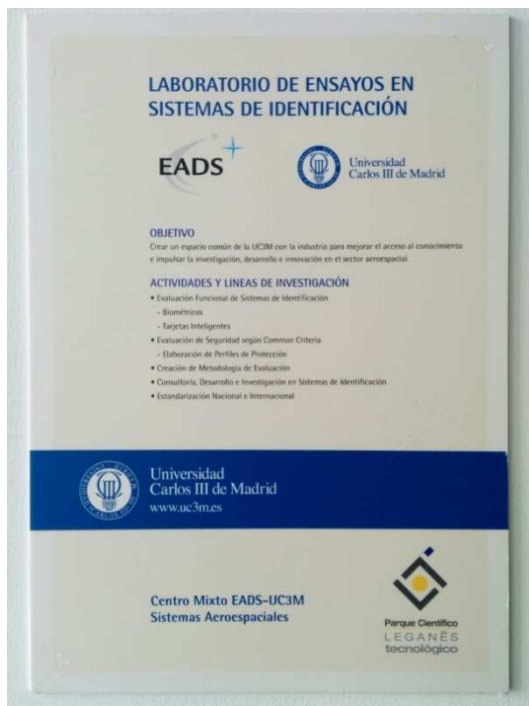 LABORATORIO DE ENSAYOS EN
SISTEMAS DE IDENTIFICACIÓN
EADS
Universidad
Carlos III de Madrid
OBJETIVO
Crear un espacio común de la UC3M con la industria para mejorar el acceso al conocimiento
e impulsar la investigación, desarrollo e innovación en el sector aeroespacial.
ACTIVIDADES Y LINEAS DE INVESTIGACIÓN
• Evaluación Funcional de Sistemas de Identificación
- Biométricos
- Tarjetas Inteligentes
• Evaluación de Seguridad según Common Criteria
- Elaboración de Perfiles de Protección
• Creación de Metodología de Evaluación
• Consultoría, Desarrollo e Investigación en Sistemas de Identificación
• Estandarización Nacional e Internacional
Universidad
Carlos III de Madrid
www.uc3m.es
Centro Mixto EADS-UC3M
Sistemas Aeroespaciales
Parque Científico
LEGANÉS
tecnológico